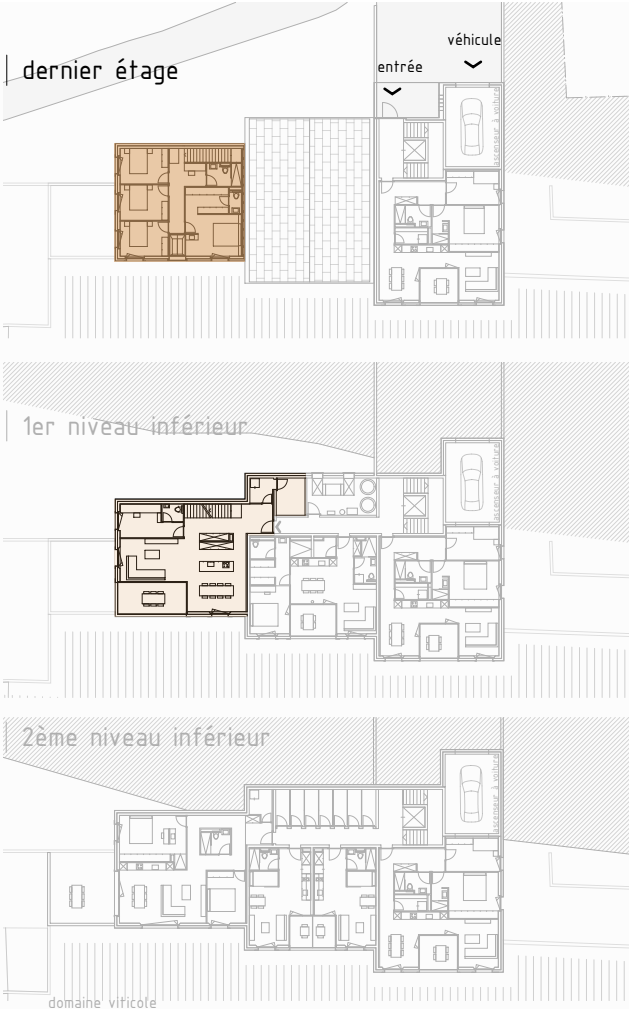 véhicule
dernier étage
entrée
ascenseur à voiture
1er niveau inférieur
ascenseur à voiture
2ème niveau inférieur
ascenseur à voiture
domaine viticole